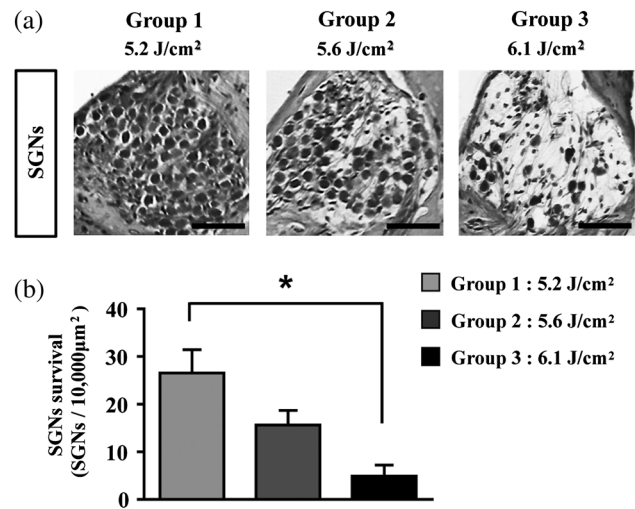 (a)
Group 1 Group 2 Group 3
5.2 J/cm² 5.6 J/cm² 6.1 J/cm²
SGNs
(b)
*
SGNs survival
(SGNs / 10,000μm²)
40
30
20
10
0
Group 1 : 5.2 J/cm²
Group 2 : 5.6 J/cm²
Group 3 : 6.1 J/cm²